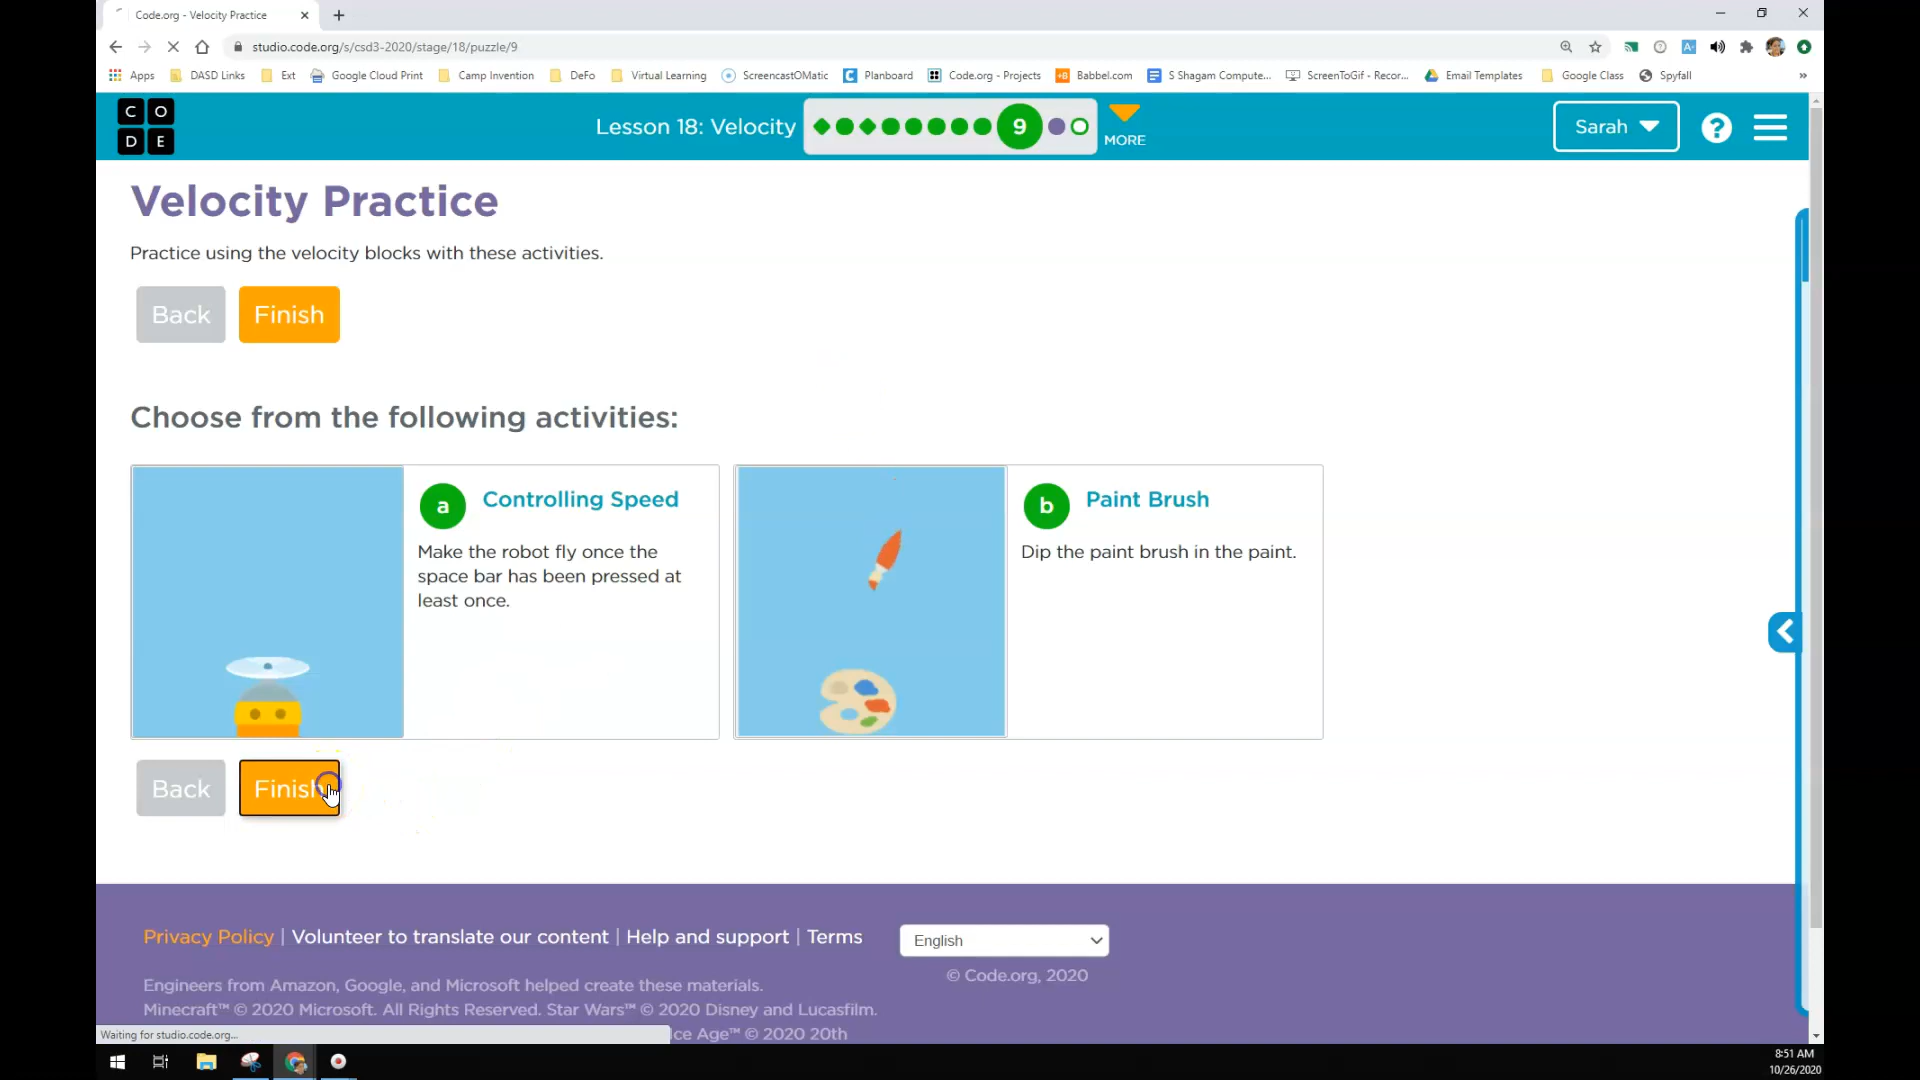 Code.org - Velocity Practice
studio.code.org/s/csd3-2020/stage/18/puzzle/9
Apps DASD Links Ext Google Cloud Print Camp Invention DeFo Virtual Learning ScreencastOMatic Planboard Code.org - Projects Babbel.com S Shagam Compute... ScreenToGif - Recor... Email Templates Google Class Spyfall
C O
D E
Lesson 18: Velocity 9 MORE Sarah ?
Velocity Practice
Practice using the velocity blocks with these activities.
Back Finish
Choose from the following activities:
a Controlling Speed
Make the robot fly once the
space bar has been pressed at
least once.
b Paint Brush
Dip the paint brush in the paint.
Back Finish
Privacy Policy | Volunteer to translate our content | Help and support | Terms
English
© Code.org, 2020
Engineers from Amazon, Google, and Microsoft helped create these materials.
Minecraft™ © 2020 Microsoft. All Rights Reserved. Star Wars™ © 2020 Disney and Lucasfilm.
Ice Age™ © 2020 20th
Waiting for studio.code.org...
8:51 AM
10/26/2020